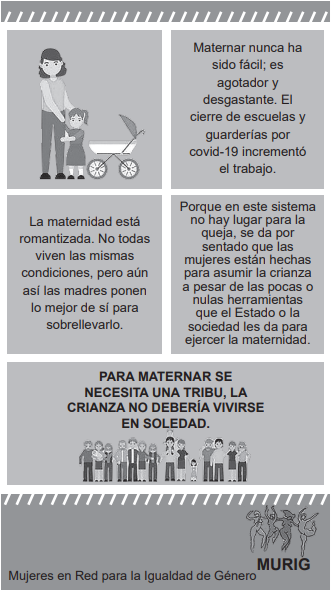 Maternar nunca ha
sido fácil; es
agotador y
desgastante. El
cierre de escuelas y
guarderías por
covid-19 incrementó
el trabajo.
La maternidad está
romantizada. No todas
viven las mismas
condiciones, pero aún
así las madres ponen
lo mejor de sí para
sobrellevarlo.
Porque en este sistema
no hay lugar para la
queja, se da por
sentado que las
mujeres están hechas
para asumir la crianza
a pesar de las pocas o
nulas herramientas
que el Estado o la
sociedad les da para
ejercer la maternidad.
PARA MATERNAR SE
NECESITA UNA TRIBU, LA
CRIANZA NO DEBERÍA VIVIRSE
EN SOLEDAD.
MURIG
Mujeres en Red para la Igualdad de Género